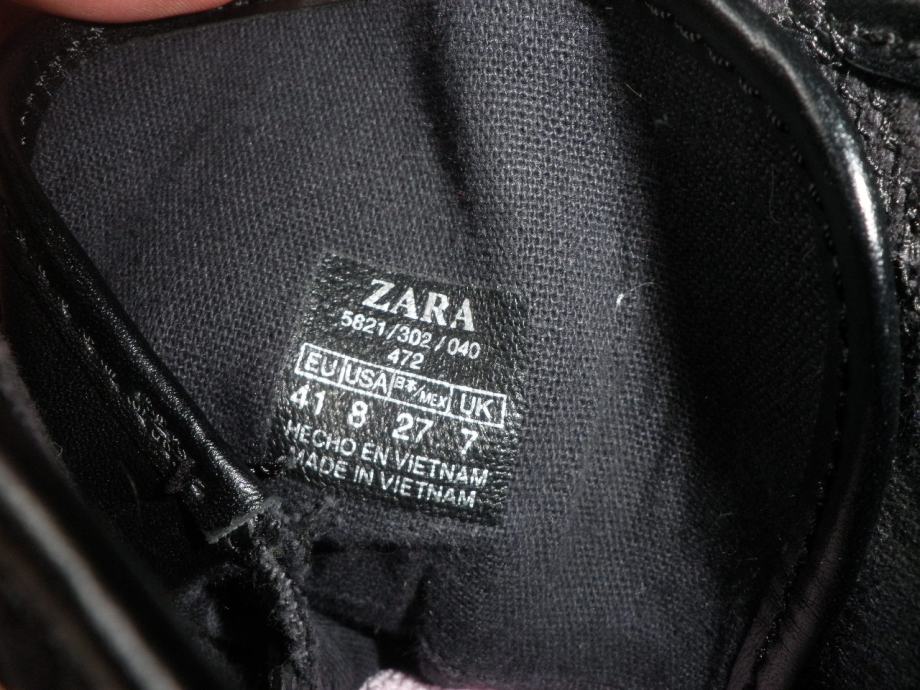 ZARA
5821/302/040
472
EU USA B*/MEX UK
41 8 27 7
HECHO EN VIETNAM
MADE IN VIETNAM